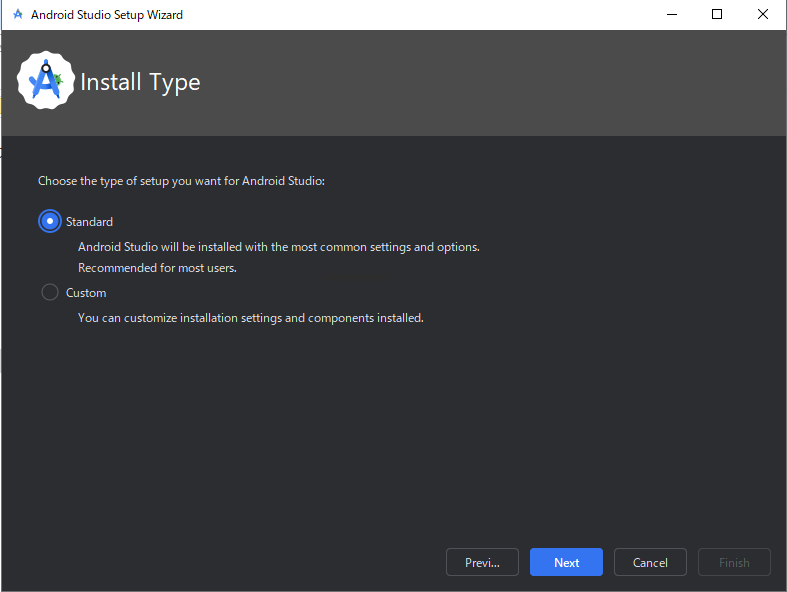 Android Studio Setup Wizard
Install Type
Choose the type of setup you want for Android Studio:
Standard
Android Studio will be installed with the most common settings and options.
Recommended for most users.
Custom
You can customize installation settings and components installed.
Previ...
Next
Cancel
Finish